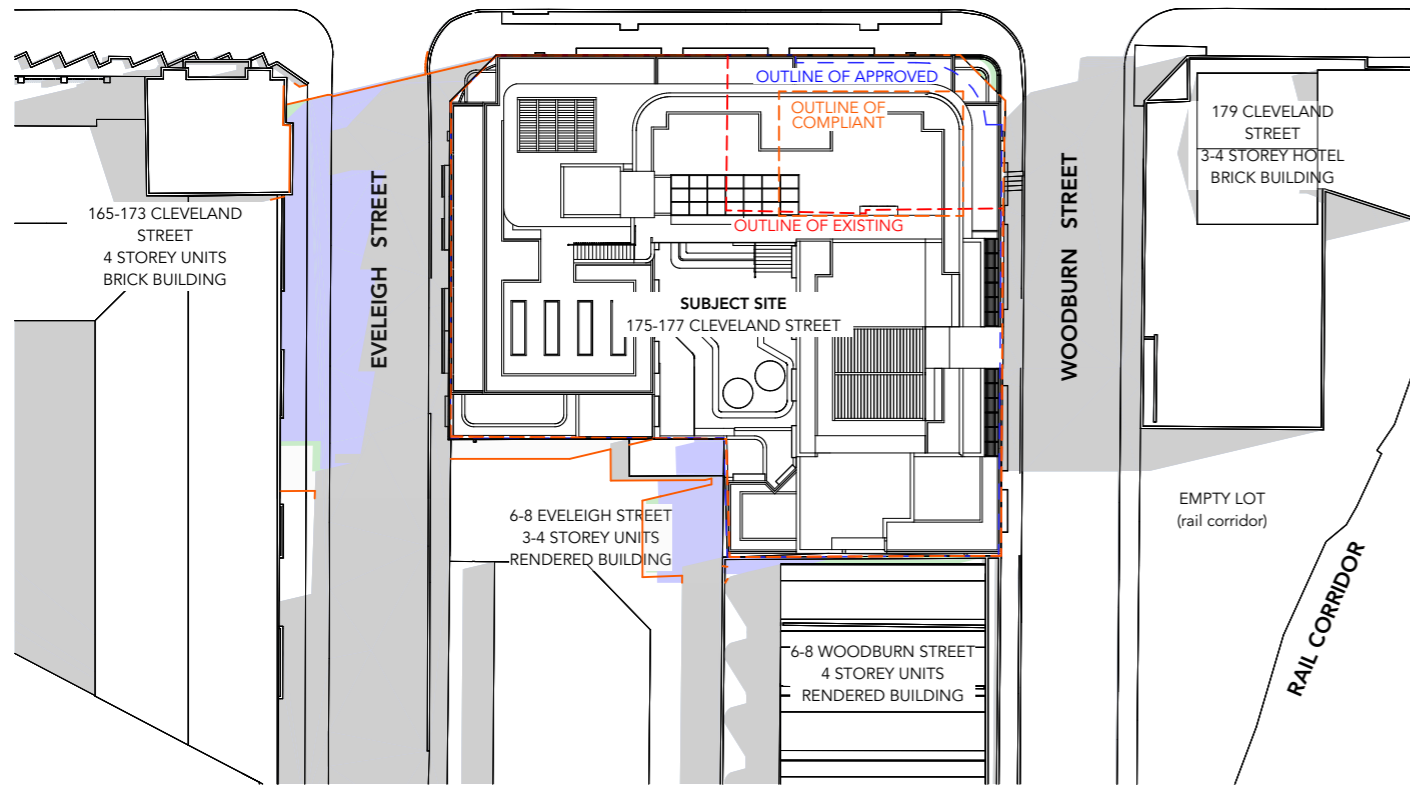 OUTLINE OF APPROVED
OUTLINE OF
COMPLIANT
179 CLEVELAND
STREET
3-4 STOREY HOTEL
BRICK BUILDING
165-173 CLEVELAND
STREET
4 STOREY UNITS
BRICK BUILDING
EVELEIGH STREET
WOODBURN STREET
OUTLINE OF EXISTING
SUBJECT SITE
175-177 CLEVELAND STREET
6-8 EVELEIGH STREET
3-4 STOREY UNITS
RENDERED BUILDING
EMPTY LOT
(rail corridor)
RAIL CORRIDOR
6-8 WOODBURN STREET
4 STOREY UNITS
RENDERED BUILDING